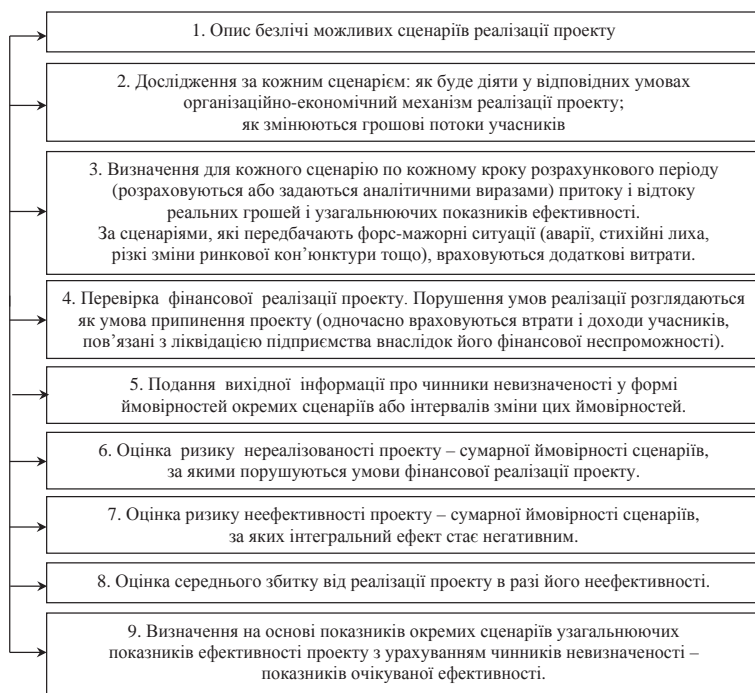 1. Опис безлічі можливих сценаріїв реалізації проекту
2. Дослідження за кожним сценарієм: як буде діяти у відповідних умовах
організаційно-економічний механізм реалізації проекту;
як змінюються грошові потоки учасників
3. Визначення для кожного сценарію по кожному кроку розрахункового періоду
(розраховуються або задаються аналітичними виразами) притоку і відтоку
реальних грошей і узагальнюючих показників ефективності.
За сценаріями, які передбачають форс-мажорні ситуації (аварії, стихійні лиха,
різкі зміни ринкової кон’юнктури тощо), враховуються додаткові витрати.
4. Перевірка фінансової реалізації проекту. Порушення умов реалізації розглядаються
як умова припинення проекту (одночасно враховуються втрати і доходи учасників,
пов’язані з ліквідацією підприємства внаслідок його фінансової неспроможності).
5. Подання вихідної інформації про чинники невизначеності у формі
ймовірностей окремих сценаріїв або інтервалів зміни цих ймовірностей.
6. Оцінка ризику нереалізованості проекту – сумарної ймовірності сценаріїв,
за якими порушуються умови фінансової реалізації проекту.
7. Оцінка ризику неефективності проекту – сумарної ймовірності сценаріїв,
за яких інтегральний ефект стає негативним.
8. Оцінка середнього збитку від реалізації проекту в разі його неефективності.
9. Визначення на основі показників окремих сценаріїв узагальнюючих
показників ефективності проекту з урахуванням чинників невизначеності –
показників очікуваної ефективності.